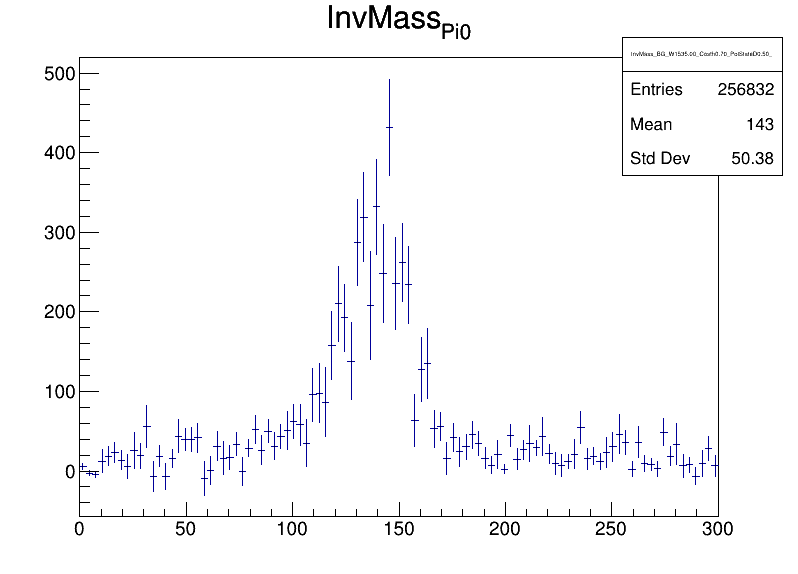 InvMass_Pi0
InvMass_BG_W1535.00_Costh0.70_PolStateD0.50_
Entries 256832
Mean 143
Std Dev 50.38
500
400
300
200
100
0
0 50 100 150 200 250 300